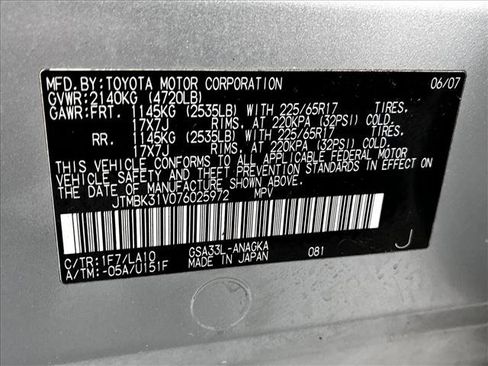 MFD. BY: TOYOTA MOTOR CORPORATION 06/07
GVWR: 2140KG (4720LB)
GAWR: FRT. 1145KG (2535LB) WITH 225/65R17 TIRES,
17X7J RIMS, AT 220KPA (32PSI) COLD.
RR. 1145KG (2535LB) WITH 225/65R17 TIRES,
17X7J RIMS, AT 220KPA (32PSI) COLD.
THIS VEHICLE CONFORMS TO ALL APPLICABLE FEDERAL MOTOR
VEHICLE SAFETY AND THEFT PREVENTION STANDARDS IN EFFECT ON
THE DATE OF MANUFACTURE SHOWN ABOVE.
JTMBK31V076025972 MPV
C/TR: 1F7/LA10 GSA33L-ANAGKA 081 J
A/TM: -05A/U151F MADE IN JAPAN